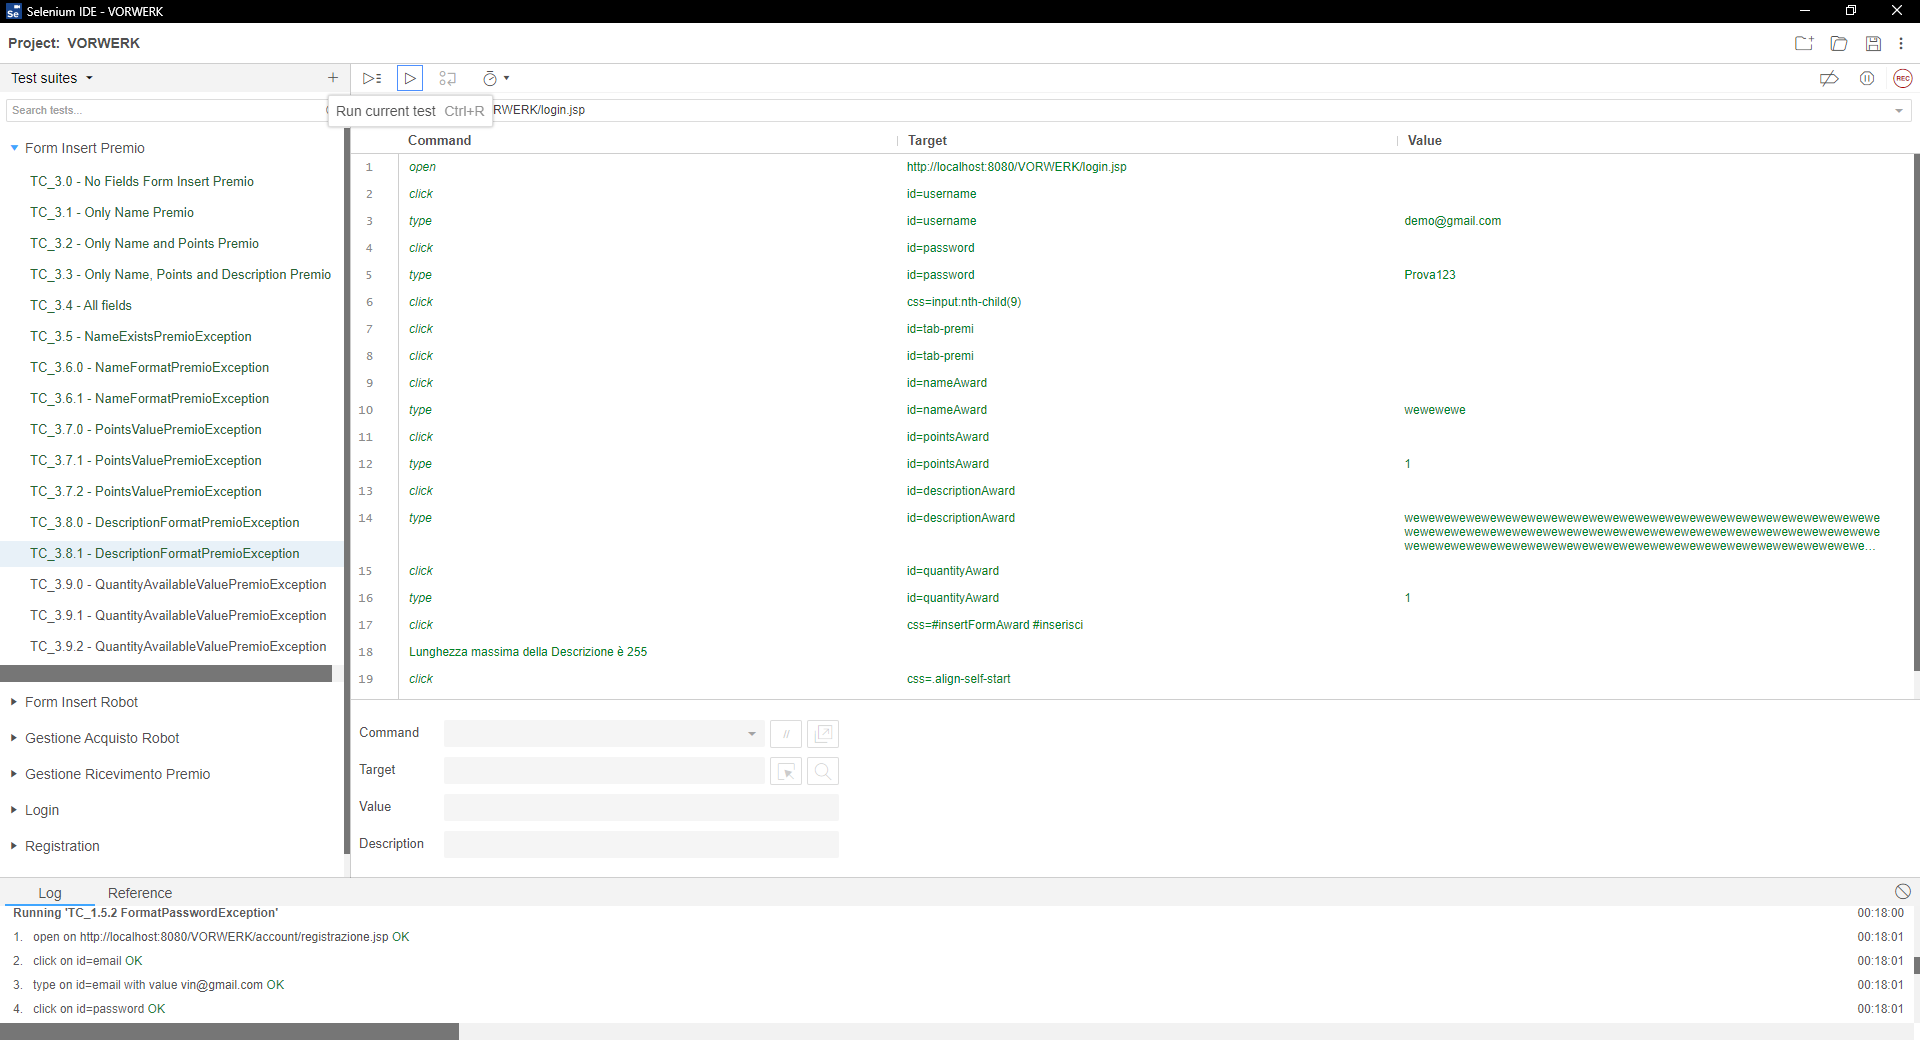 Se Selenium IDE - VORWERK
Project: VORWERK
Test suites
REC
Search tests...
Run current test Ctrl+R
RWERK/login.jsp
Command Target Value
Form Insert Premio
TC_3.0 - No Fields Form Insert Premio
TC_3.1 - Only Name Premio
TC_3.2 - Only Name and Points Premio
TC_3.3 - Only Name, Points and Description Premio
TC_3.4 - All fields
TC_3.5 - NameExistsPremioException
TC_3.6.0 - NameFormatPremioException
TC_3.6.1 - NameFormatPremioException
TC_3.7.0 - PointsValuePremioException
TC_3.7.1 - PointsValuePremioException
TC_3.7.2 - PointsValuePremioException
TC_3.8.0 - DescriptionFormatPremioException
TC_3.8.1 - DescriptionFormatPremioException
TC_3.9.0 - QuantityAvailableValuePremioException
TC_3.9.1 - QuantityAvailableValuePremioException
TC_3.9.2 - QuantityAvailableValuePremioException
Form Insert Robot
Gestione Acquisto Robot
Gestione Ricevimento Premio
Login
Registration
1 open http://localhost:8080/VORWERK/login.jsp
2 click id=username
3 type id=username demo@gmail.com
4 click id=password
5 type id=password Prova123
6 click css=input:nth-child(9)
7 click id=tab-premi
8 click id=tab-premi
9 click id=nameAward
10 type id=nameAward wewewewe
11 click id=pointsAward
12 type id=pointsAward 1
13 click id=descriptionAward
14 type id=descriptionAward
15 click id=quantityAward
16 type id=quantityAward 1
17 click css=#insertFormAward #inserisci
18 Lunghezza massima della Descrizione è 255
19 click css=.align-self-start
Command //
Target
Value
Description
Log Reference
Running 'TC_1.5.2 FormatPasswordException' 00:18:00
1. open on http://localhost:8080/VORWERK/account/registrazione.jsp OK 00:18:01
2. click on id=email OK 00:18:01
3. type on id=email with value vin@gmail.com OK 00:18:01
4. click on id=password OK 00:18:01